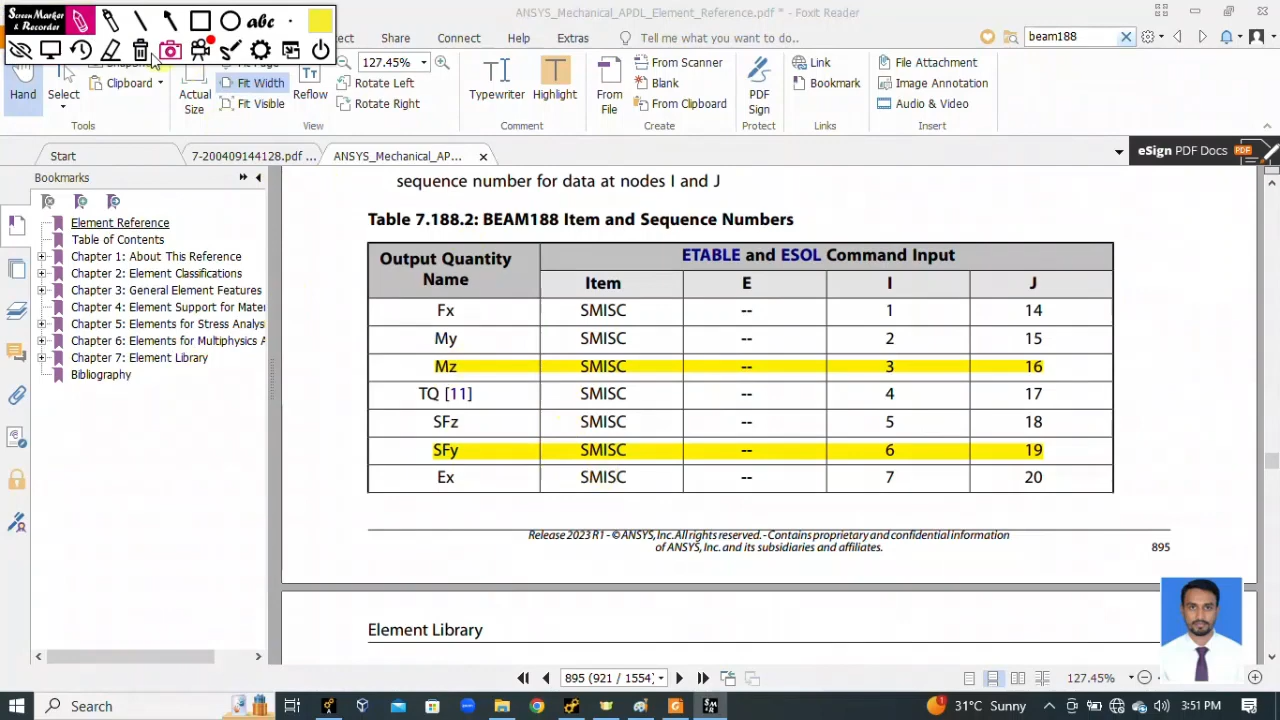 Screen Marker
& Recorder
abc
ANSYS_Mechanical_APDL_Element_Reference.pdf * - Foxit Reader
Share
Connect
Help
Extras
Tell me what you want to do..
beam188
Hand
Select
Clipboard
Tools
Actual
Size
Fit Page
Fit Width
Fit Visible
Reflow
127.45%
Rotate Left
Rotate Right
View
Typewriter
Highlight
Comment
From
File
From Scanner
Blank
From Clipboard
Create
PDF
Sign
Protect
Link
Bookmark
Links
File Attachment
Image Annotation
Audio & Video
Insert
Start
7-200409144128.pdf ...
ANSYS_Mechanical_AP...
eSign PDF Docs
PDF
Bookmarks
Element Reference
Table of Contents
Chapter 1: About This Reference
Chapter 2: Element Classifications
Chapter 3: General Element Features
Chapter 4: Element Support for Mater
Chapter 5: Elements for Stress Analysi
Chapter 6: Elements for Multiphysics A
Chapter 7: Element Library
Bibliography
sequence number for data at nodes I and J
Table 7.188.2: BEAM188 Item and Sequence Numbers
Output Quantity Name ETABLE and ESOL Command Input
Item E I J
Fx SMISC -- 1 14
My SMISC -- 2 15
Mz SMISC -- 3 16
TQ [11] SMISC -- 4 17
SFz SMISC -- 5 18
SFy SMISC -- 6 19
Ex SMISC -- 7 20
Release 2023 R1 - © ANSYS, Inc. All rights reserved. - Contains proprietary and confidential information
of ANSYS, Inc. and its subsidiaries and affiliates.
895
Element Library
895 (921 / 1554)
127.45%
Search
1
31°C Sunny
3:51 PM